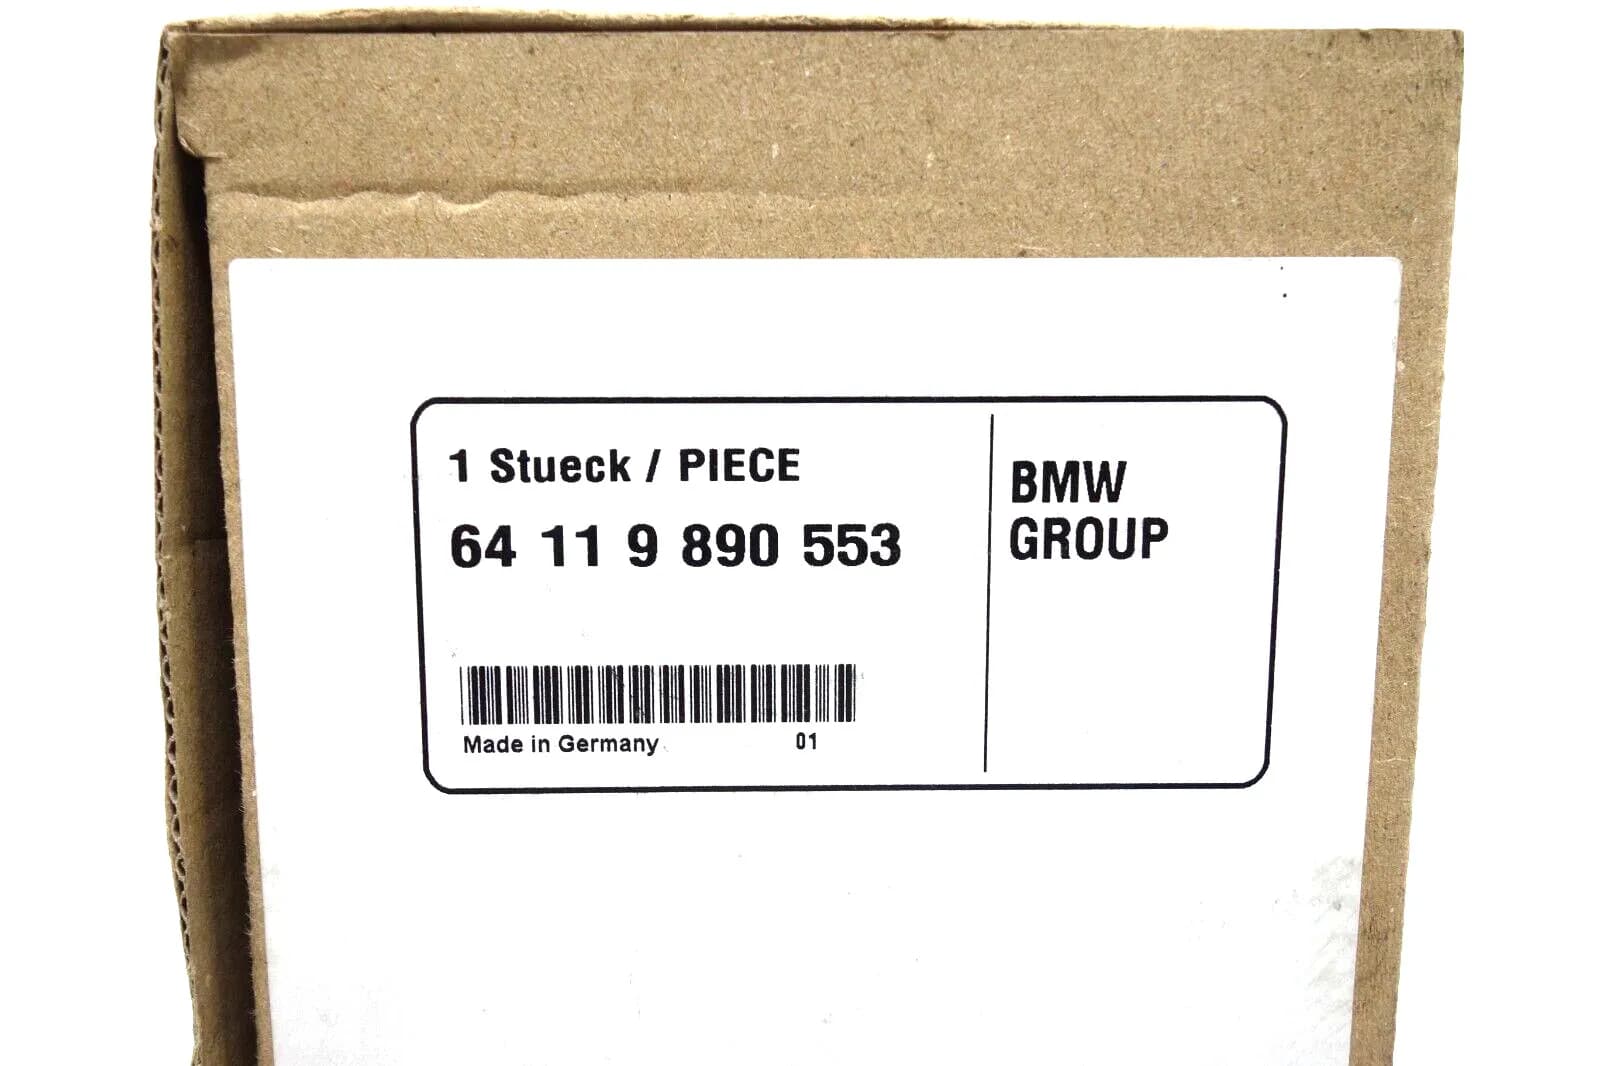 1 Stueck / PIECE
64 11 9 890 553
BMW
GROUP
Made in Germany 01